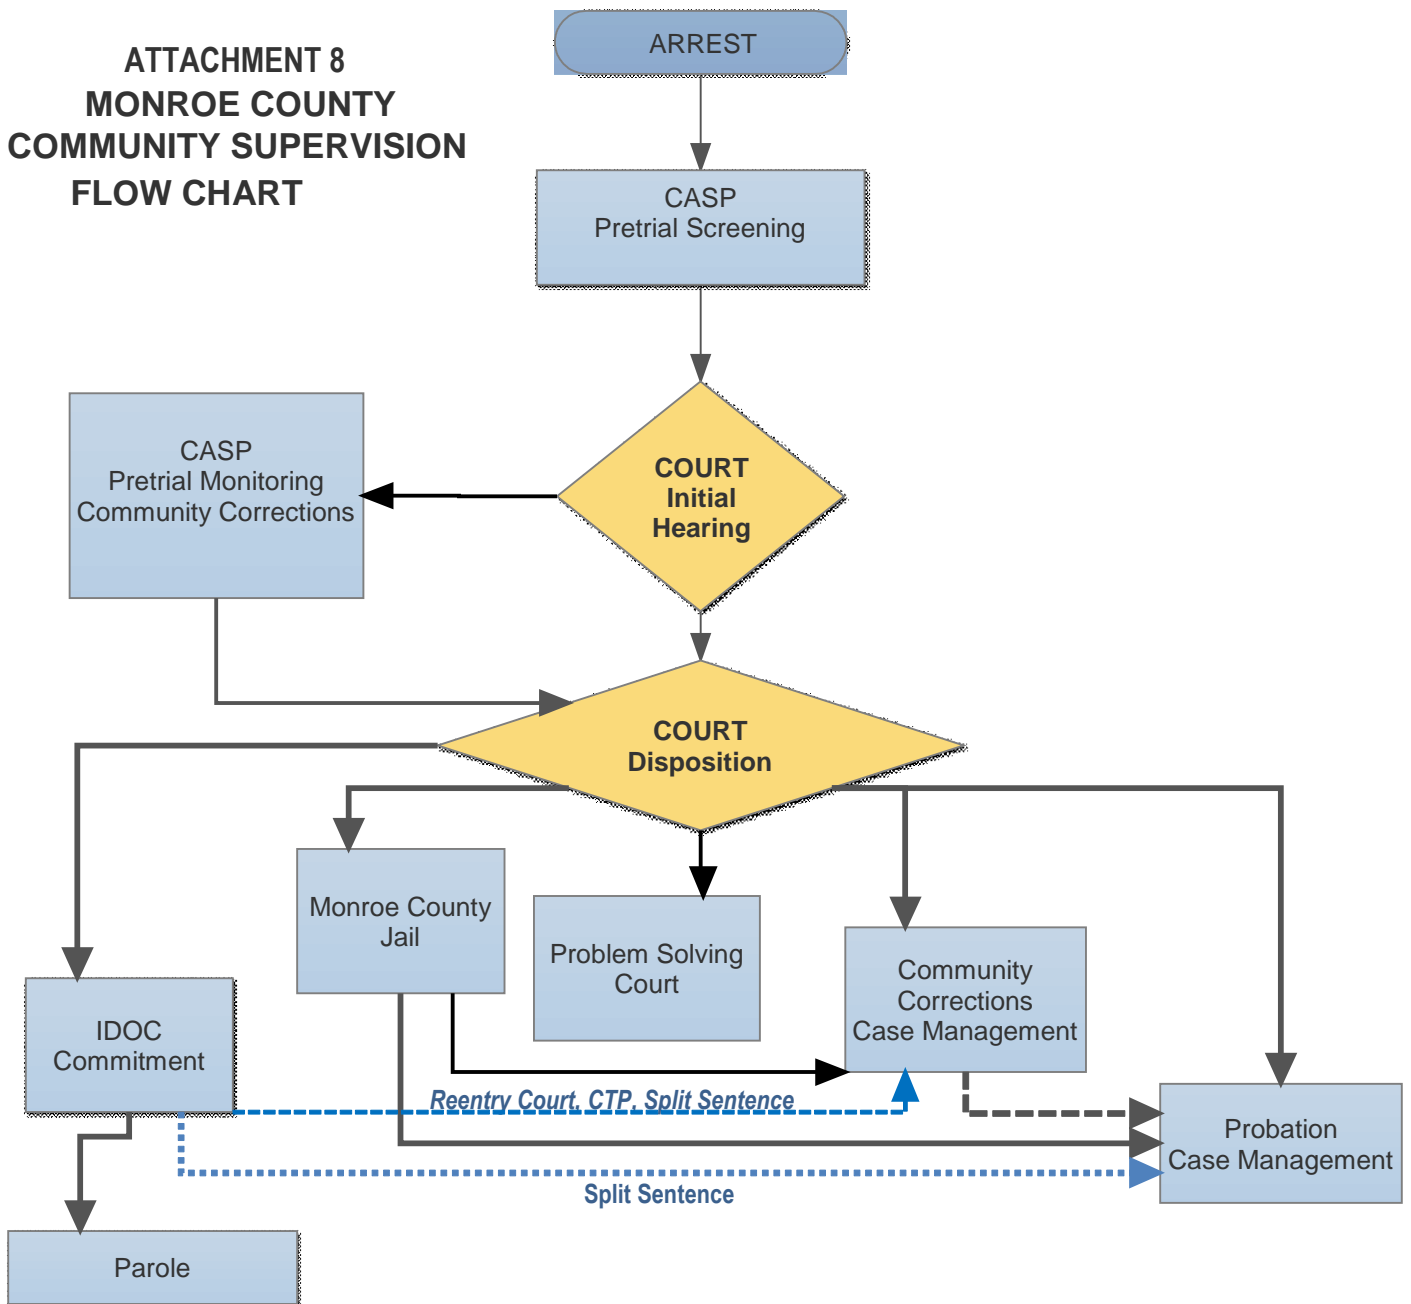 ATTACHMENT 8
MONROE COUNTY
COMMUNITY SUPERVISION
FLOW CHART
ARREST
CASP
Pretrial Screening
CASP
Pretrial Monitoring
Community Corrections
COURT
Initial
Hearing
COURT
Disposition
Monroe County
Jail
Problem Solving
Court
Community
Corrections
Case Management
IDOC
Commitment
Reentry Court, CTP, Split Sentence
Probation
Case Management
Split Sentence
Parole